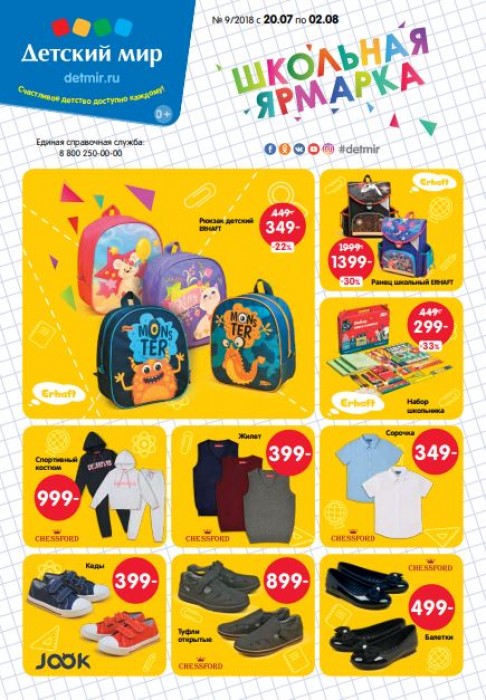 № 9/2018 с 20.07 по 02.08
Детский мир
detmir.ru
Счастливое детство доступно каждому!
0+
ШКОЛЬНАЯ
ЯРМАРКА
Единая справочная служба:
8 800 250-00-00
#detmir
Рюкзак детский
ERHAFT
449-
349-
-22%
MONS
TER
MON
STER
Erhaft
Erhaft
1999-
1399-
-30%
Ранец школьный ERHAFT
449-
299-
-33%
Erhaft
Набор
школьника
Спортивный
костюм
999-
CHESSFORD
Жилет
399-
CHESSFORD
Сорочка
349-
CHESSFORD
Кеды
399-
JOOK
899-
Туфли
открытые
CHESSFORD
CHESSFORD
499-
Балетки